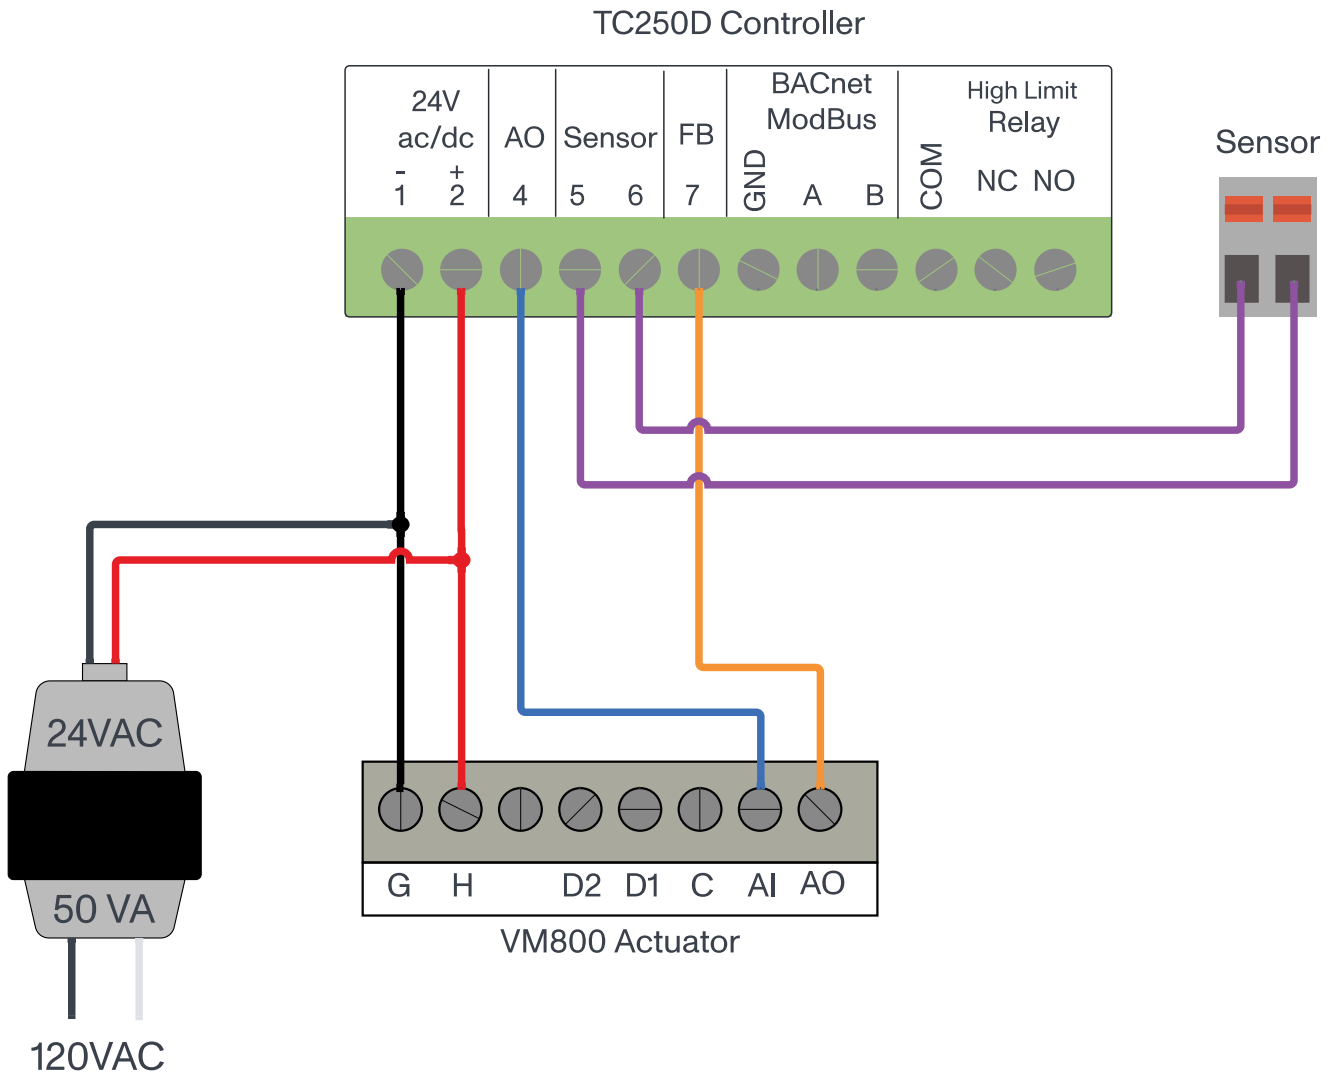 TC250D Controller
24V
ac/dc
- +
1 2
AO
4
Sensor
5 6
FB
7
BACnet
ModBus
GND A B
COM
High Limit
Relay
NC NO
Sensor
24VAC
50 VA
120VAC
G H D2 D1 C AI AO
VM800 Actuator